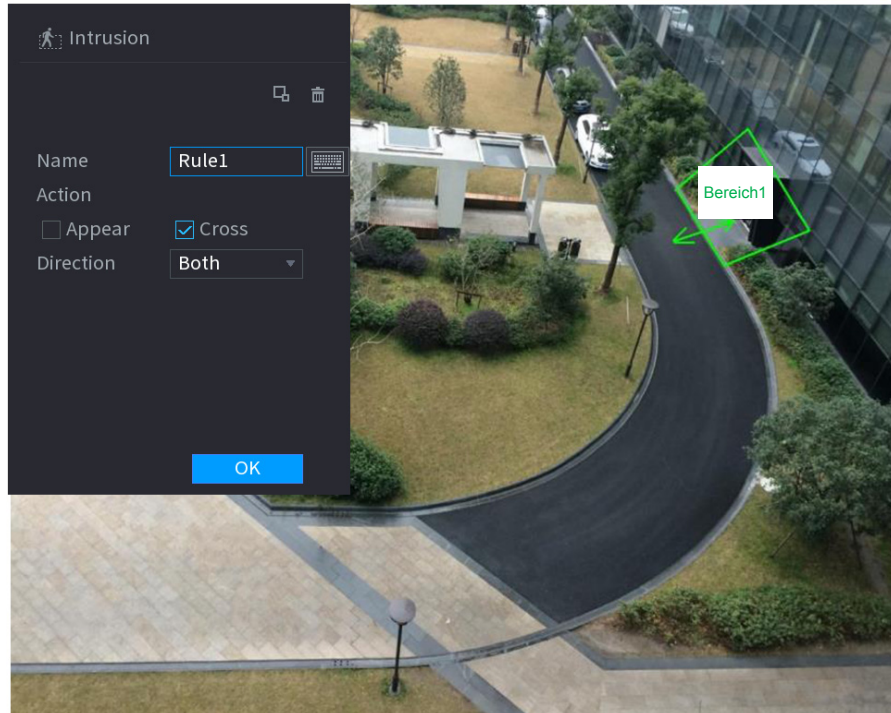 Intrusion
Name Rule1
Action
Appear Cross
Direction Both
OK
Bereich1